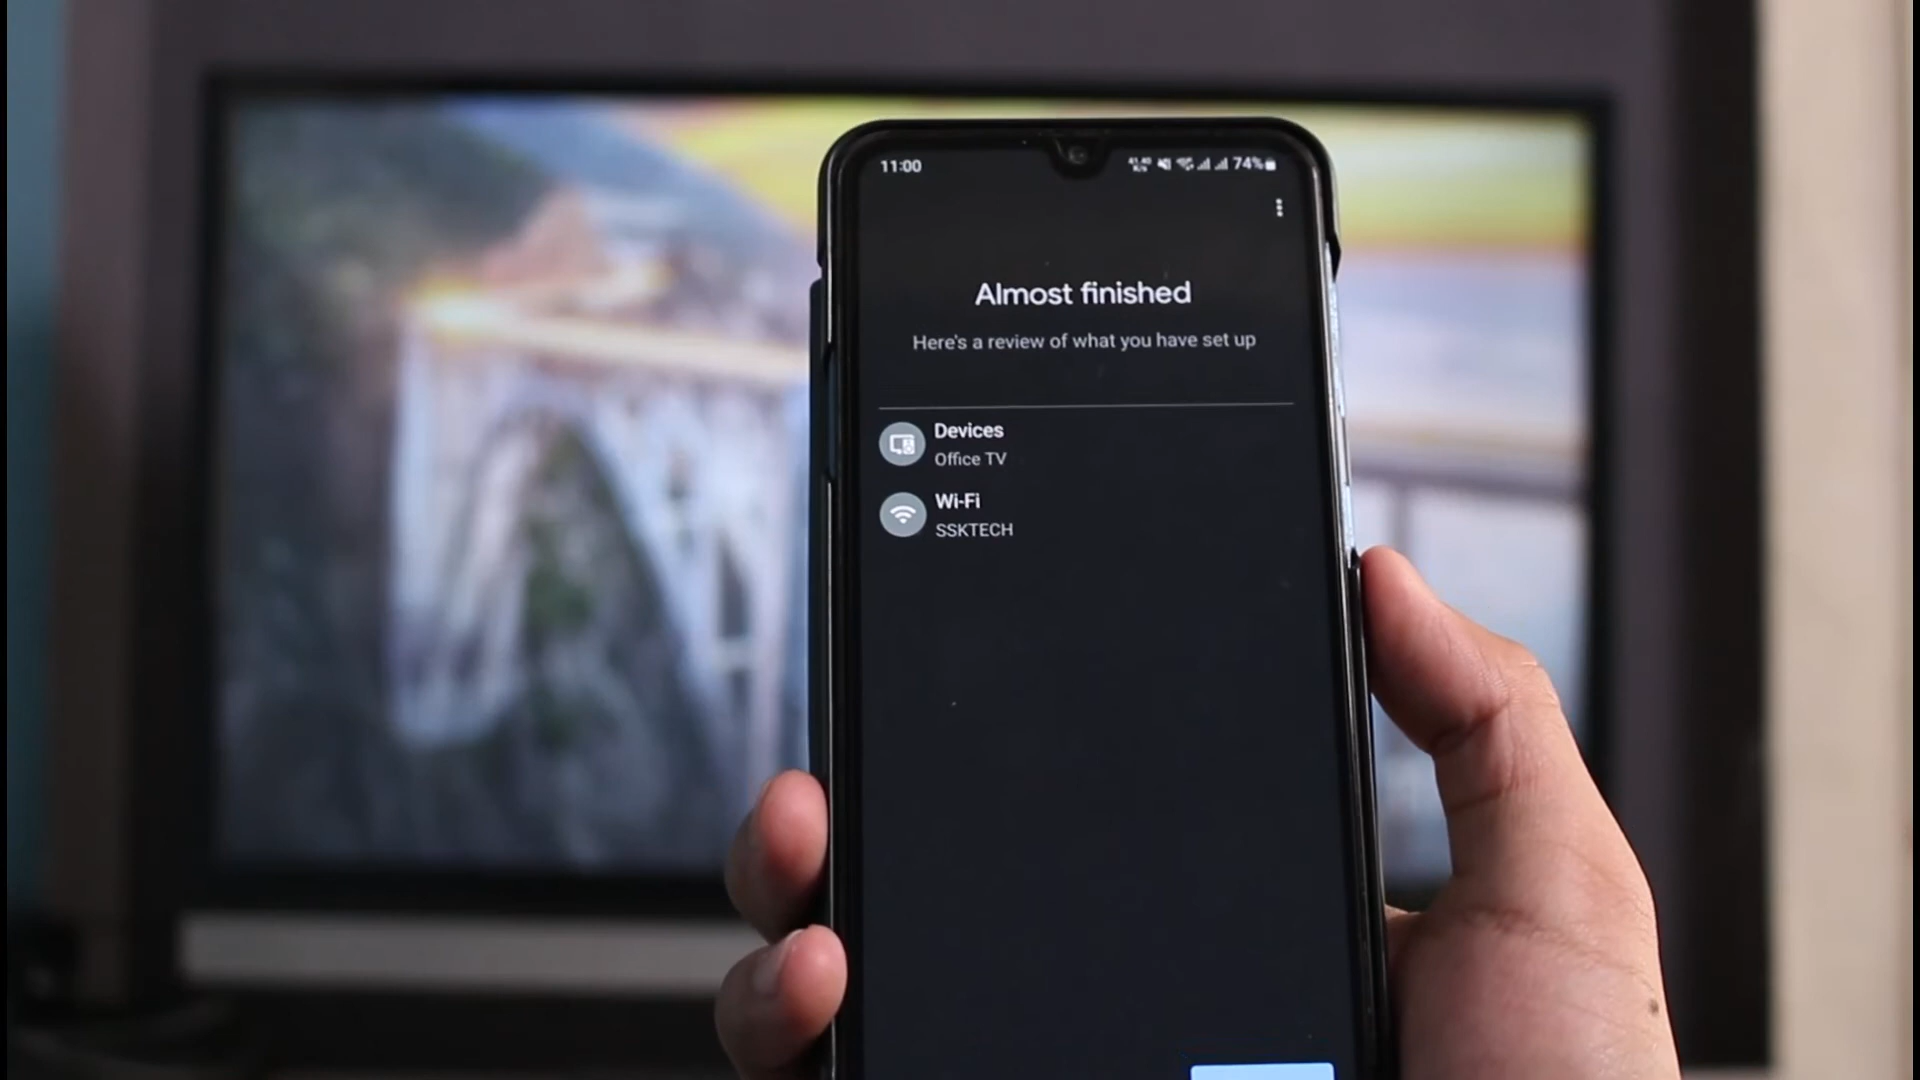 11:00 74%
Almost finished
Here's a review of what you have set up
Devices
Office TV
Wi-Fi
SSKTECH